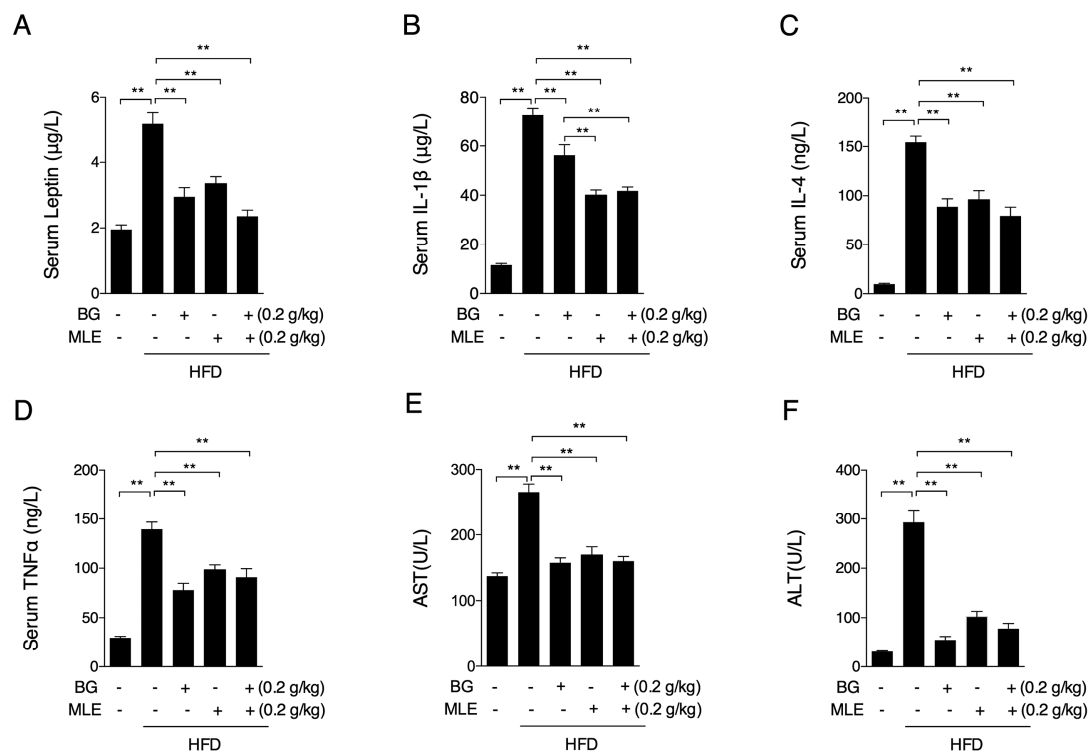 A
**
**
** **
Serum Leptin (µg/L)
6
4
2
0
BG - - + - + (0.2 g/kg)
MLE - - - + + (0.2 g/kg)
HFD
B
**
**
** **
**
**
Serum IL-1β (µg/L)
80
60
40
20
0
BG - - + - + (0.2 g/kg)
MLE - - - + + (0.2 g/kg)
HFD
C
**
**
** **
Serum IL-4 (ng/L)
200
150
100
50
0
BG - - + - + (0.2 g/kg)
MLE - - - + + (0.2 g/kg)
HFD
D
**
**
** **
Serum TNFα (ng/L)
200
150
100
50
0
BG - - + - + (0.2 g/kg)
MLE - - - + + (0.2 g/kg)
HFD
E
**
**
** **
AST(U/L)
300
200
100
0
BG - - + - + (0.2 g/kg)
MLE - - - + + (0.2 g/kg)
HFD
F
**
**
** **
ALT(U/L)
400
300
200
100
0
BG - - + - + (0.2 g/kg)
MLE - - - + + (0.2 g/kg)
HFD